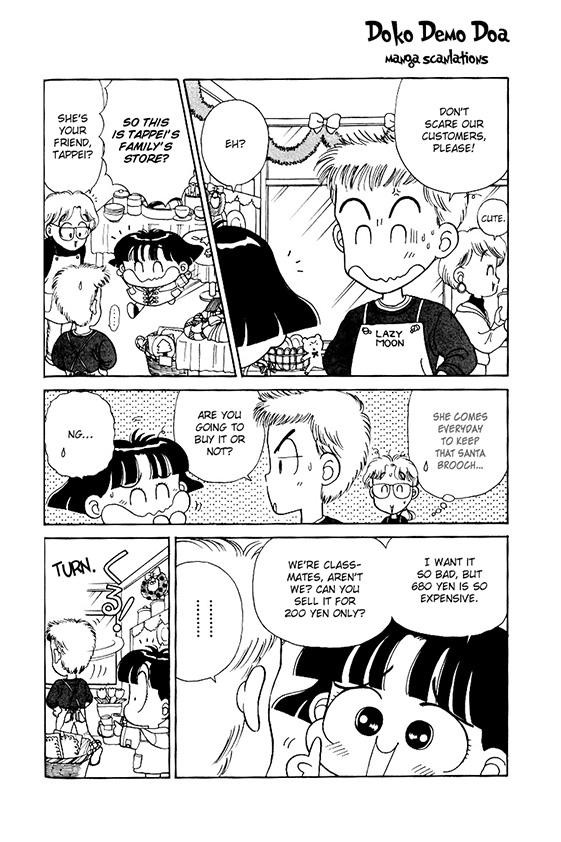 Doko Demo Doa
manga scanlations
DON'T
SCARE OUR
CUSTOMERS,
PLEASE!
EH?
CUTE.
LAZY
MOON
SO THIS
IS TAPPEI'S
FAMILY'S
STORE?
SHE'S
YOUR
FRIEND,
TAPPEI?
SHE COMES
EVERYDAY
TO KEEP
THAT SANTA
BROOCH...
ARE YOU
GOING TO
BUY IT OR
NOT?
NG...
I WANT IT
SO BAD, BUT
680 YEN IS SO
EXPENSIVE.
WE'RE CLASS-
MATES, AREN'T
WE? CAN YOU
SELL IT FOR
200 YEN ONLY?
TURN.
くるっ